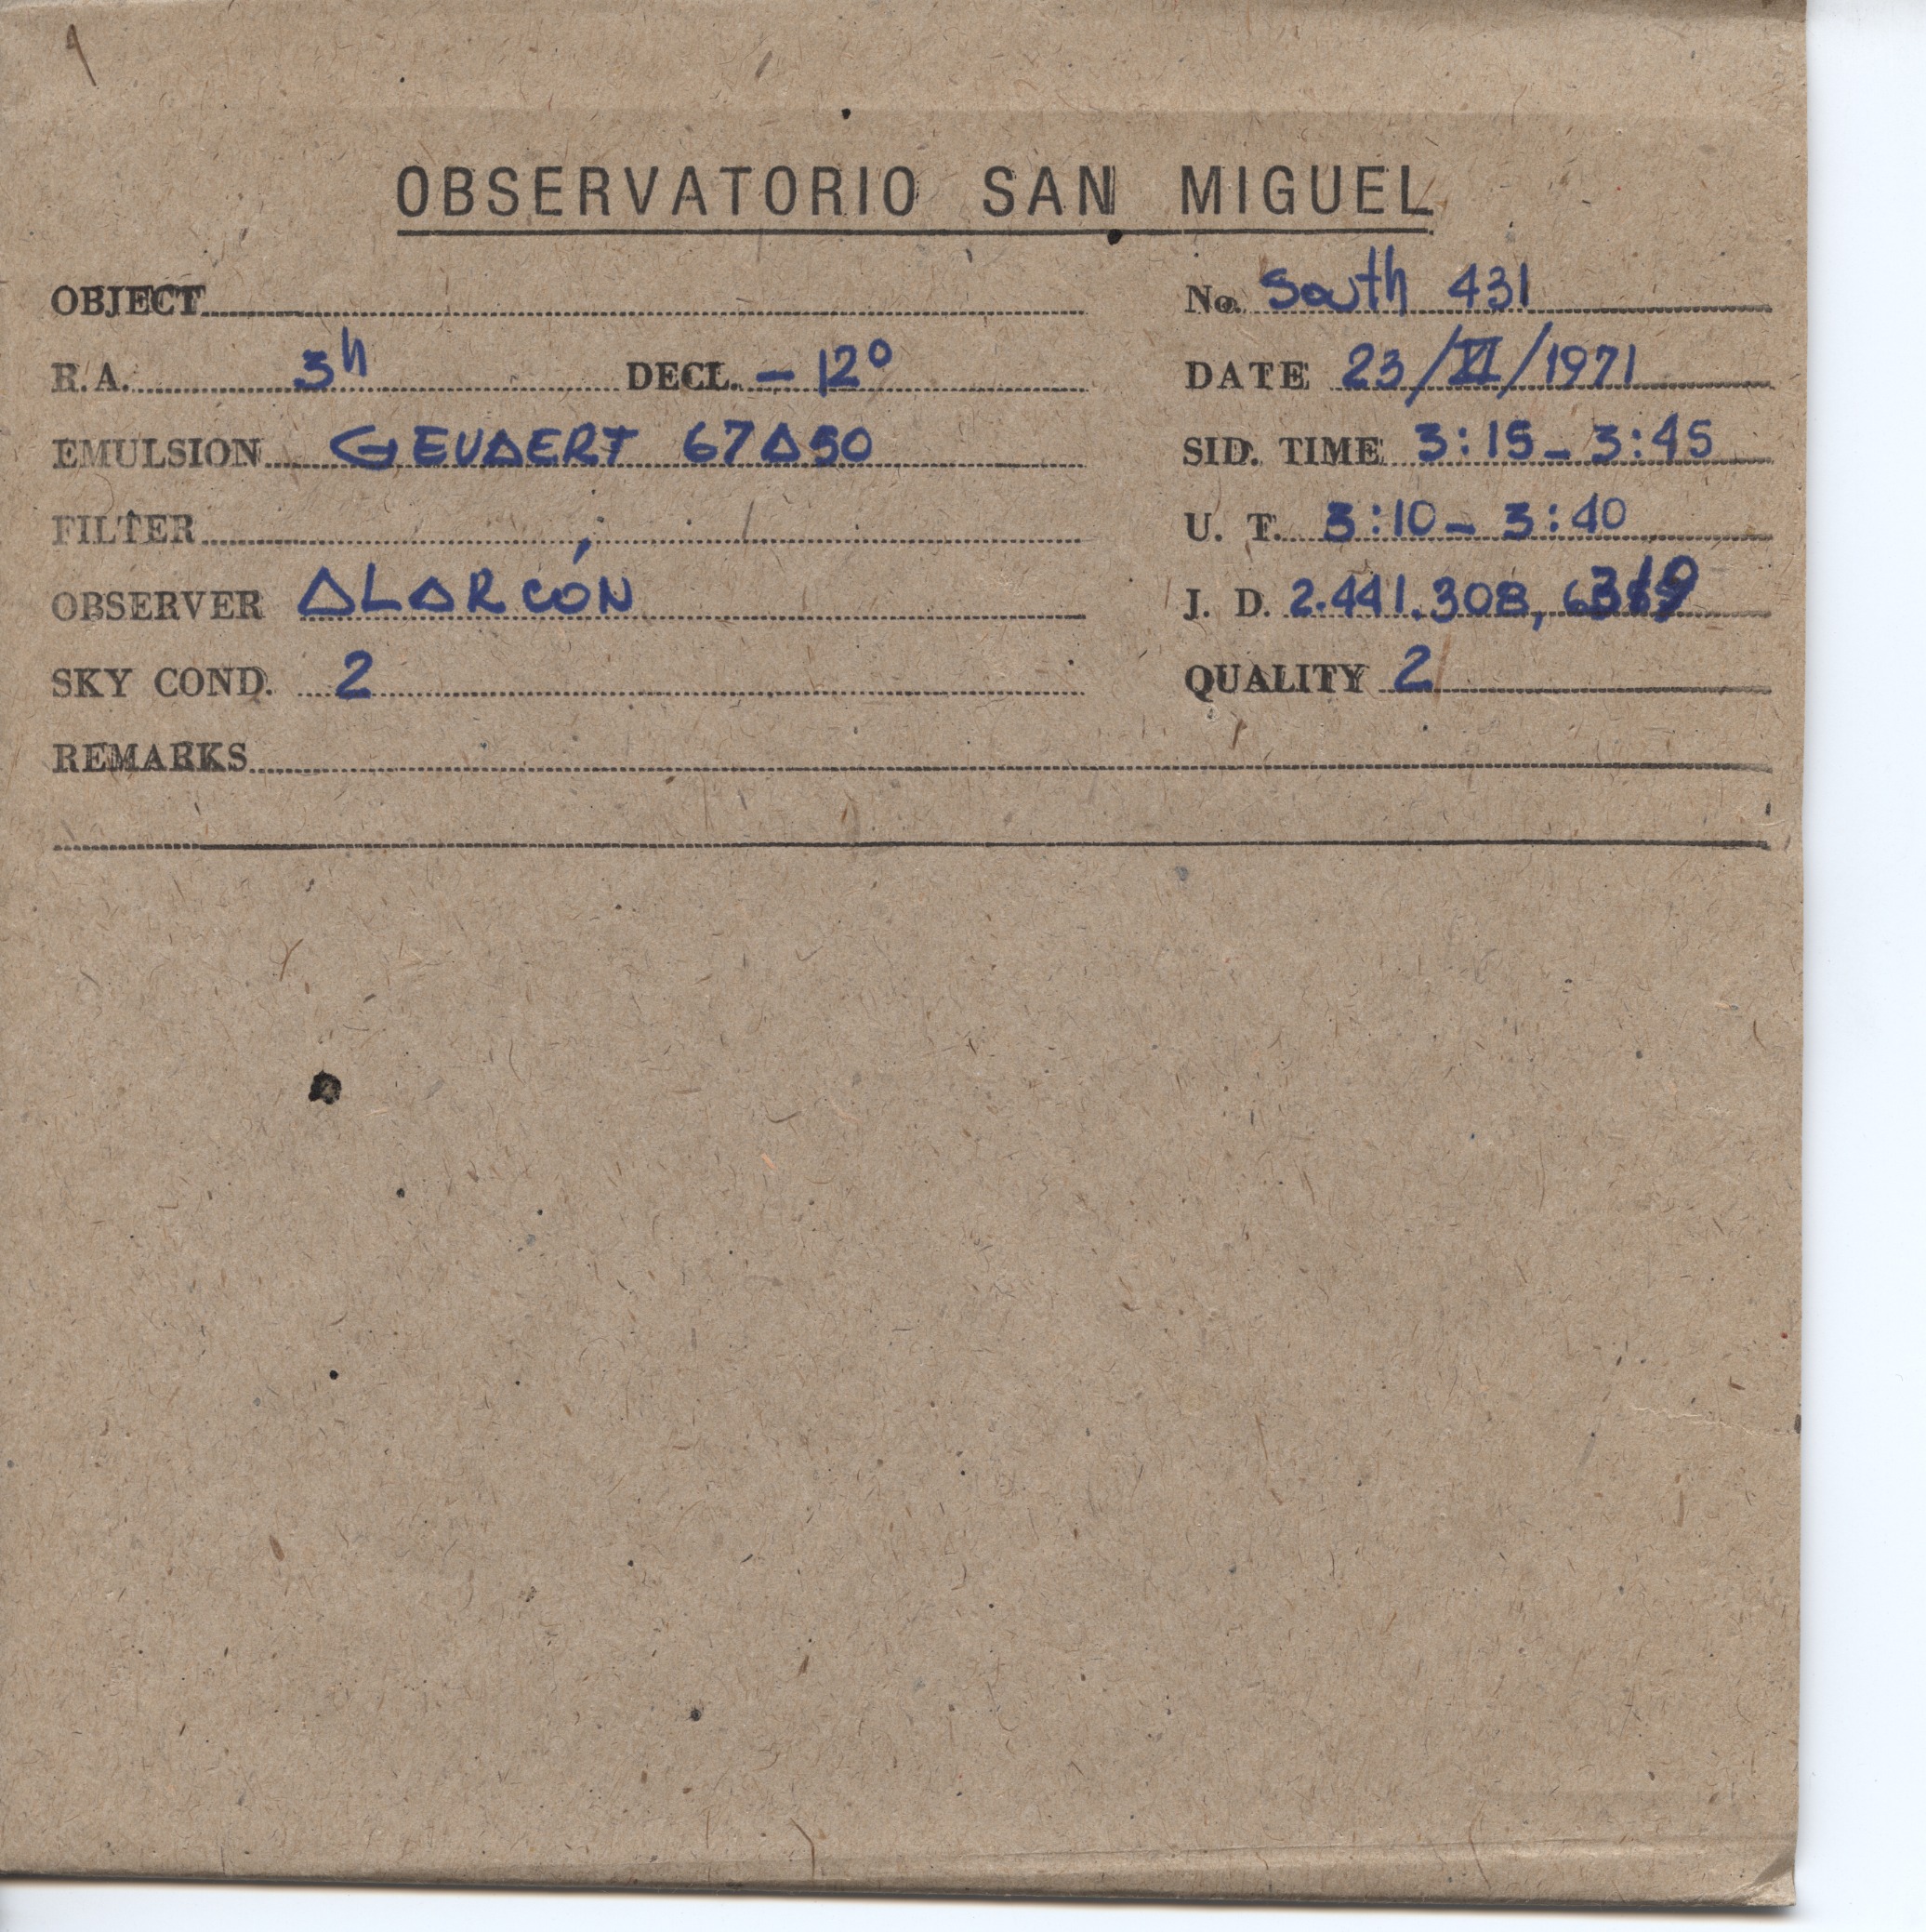 OBSERVATORIO SAN MIGUEL
OBJECT No. South 431
R.A. 3h DECL. -12° DATE 23/XI/1971
EMULSION GEVAERT 67A50 SID. TIME 3:15 - 3:45
FILTER U. T. 3:10 - 3:40
OBSERVER ALARCÓN J. D. 2.441.308,
SKY COND. 2 QUALITY 2
REMARKS